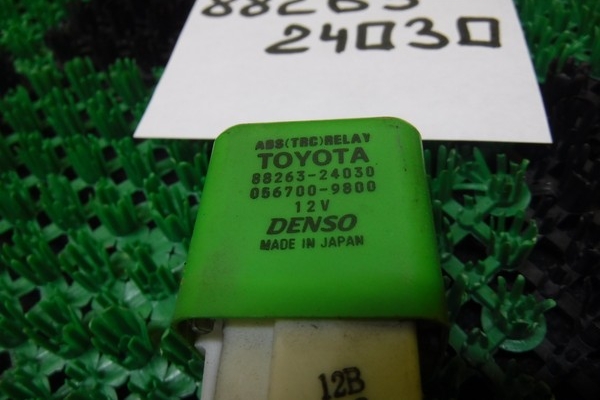 88263
24030
ABS(TRC)RELAY
TOYOTA
88263-24030
056700-9800
12V
DENSO
MADE IN JAPAN
12B